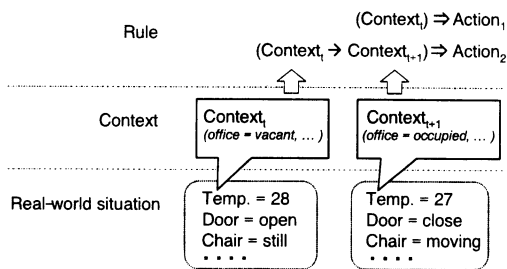 Rule
(Context_t) ⇒ Action_1
(Context_t → Context_t+1) ⇒ Action_2
Context
Context_t
(office = vacant, … )
Context_t+1
(office = occupied, … )
Real-world situation
Temp. = 28
Door = open
Chair = still
• • • •
Temp. = 27
Door = close
Chair = moving
• • • •